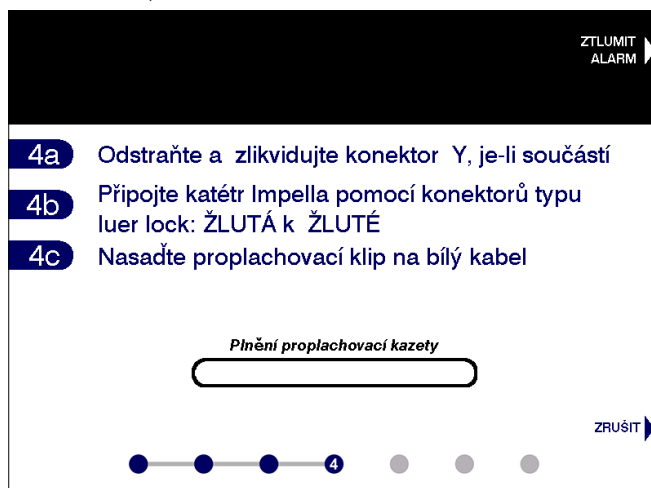 ZTLUMIT
ALARM
4a Odstraňte a zlikvidujte konektor Y, je-li součástí
4b Připojte katétr Impella pomocí konektorů typu
luer lock: ŽLUTÁ k ŽLUTÉ
4c Nasaďte proplachovací klip na bílý kabel
Plnění proplachovací kazety
ZRUŠIT
4